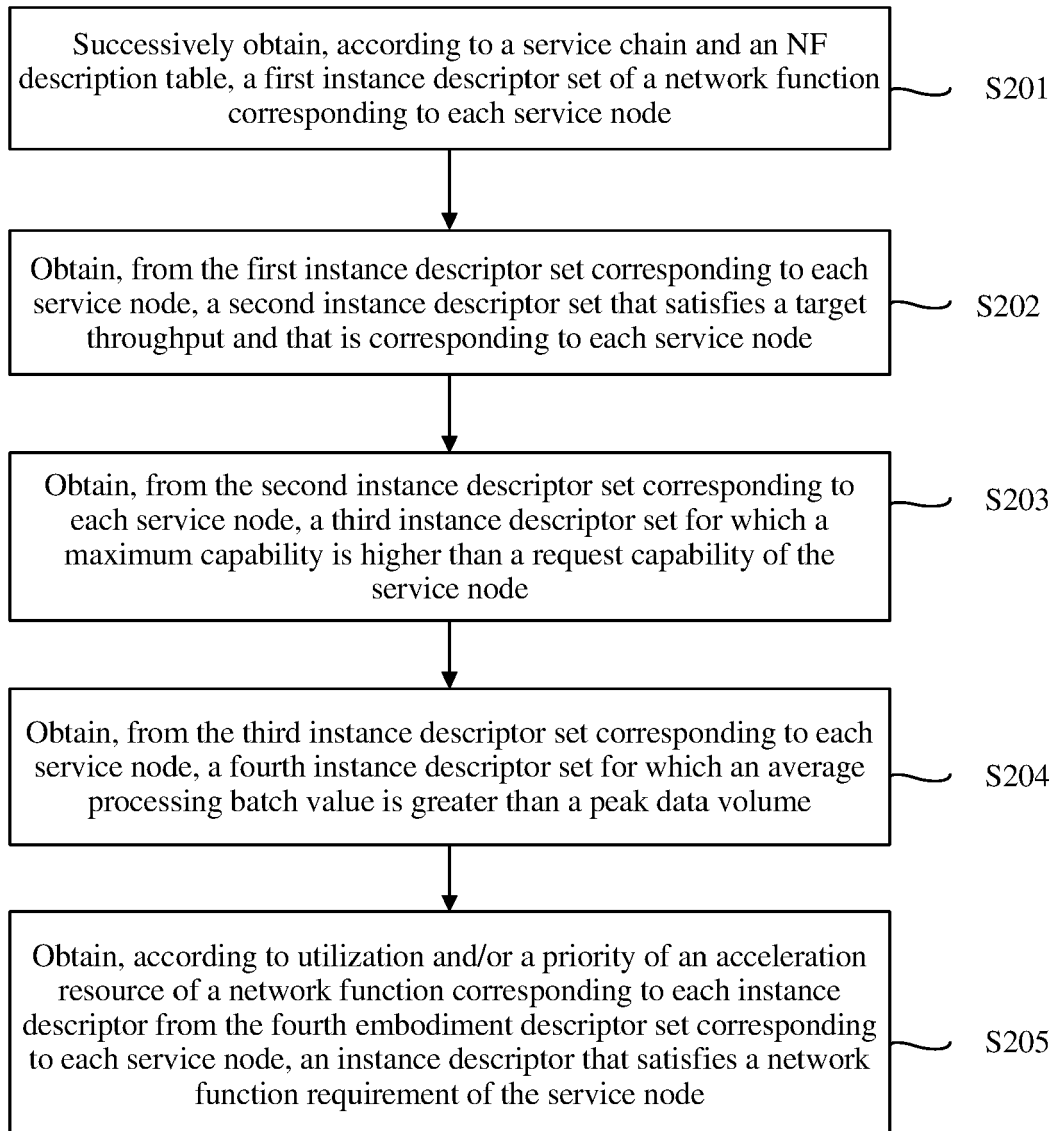 Successively obtain, according to a service chain and an NF
description table, a first instance descriptor set of a network function
corresponding to each service node
S201
Obtain, from the first instance descriptor set corresponding to each
service node, a second instance descriptor set that satisfies a target
throughput and that is corresponding to each service node
S202
Obtain, from the second instance descriptor set corresponding to
each service node, a third instance descriptor set for which a
maximum capability is higher than a request capability of the
service node
S203
Obtain, from the third instance descriptor set corresponding to each
service node, a fourth instance descriptor set for which an average
processing batch value is greater than a peak data volume
S204
Obtain, according to utilization and/or a priority of an acceleration
resource of a network function corresponding to each instance
descriptor from the fourth embodiment descriptor set corresponding
to each service node, an instance descriptor that satisfies a network
function requirement of the service node
S205